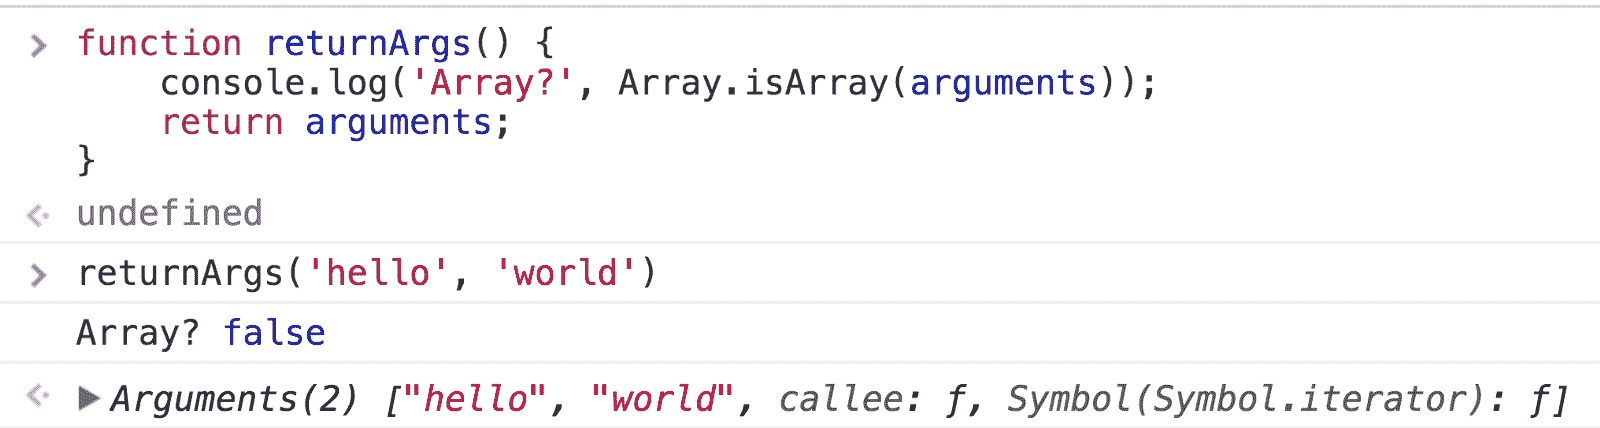 > function returnArgs() {
    console.log('Array?', Array.isArray(arguments));
    return arguments;
}
<· undefined
> returnArgs('hello', 'world')
Array? false
<· ▶ Arguments(2) ["hello", "world", callee: ƒ, Symbol(Symbol.iterator): ƒ]